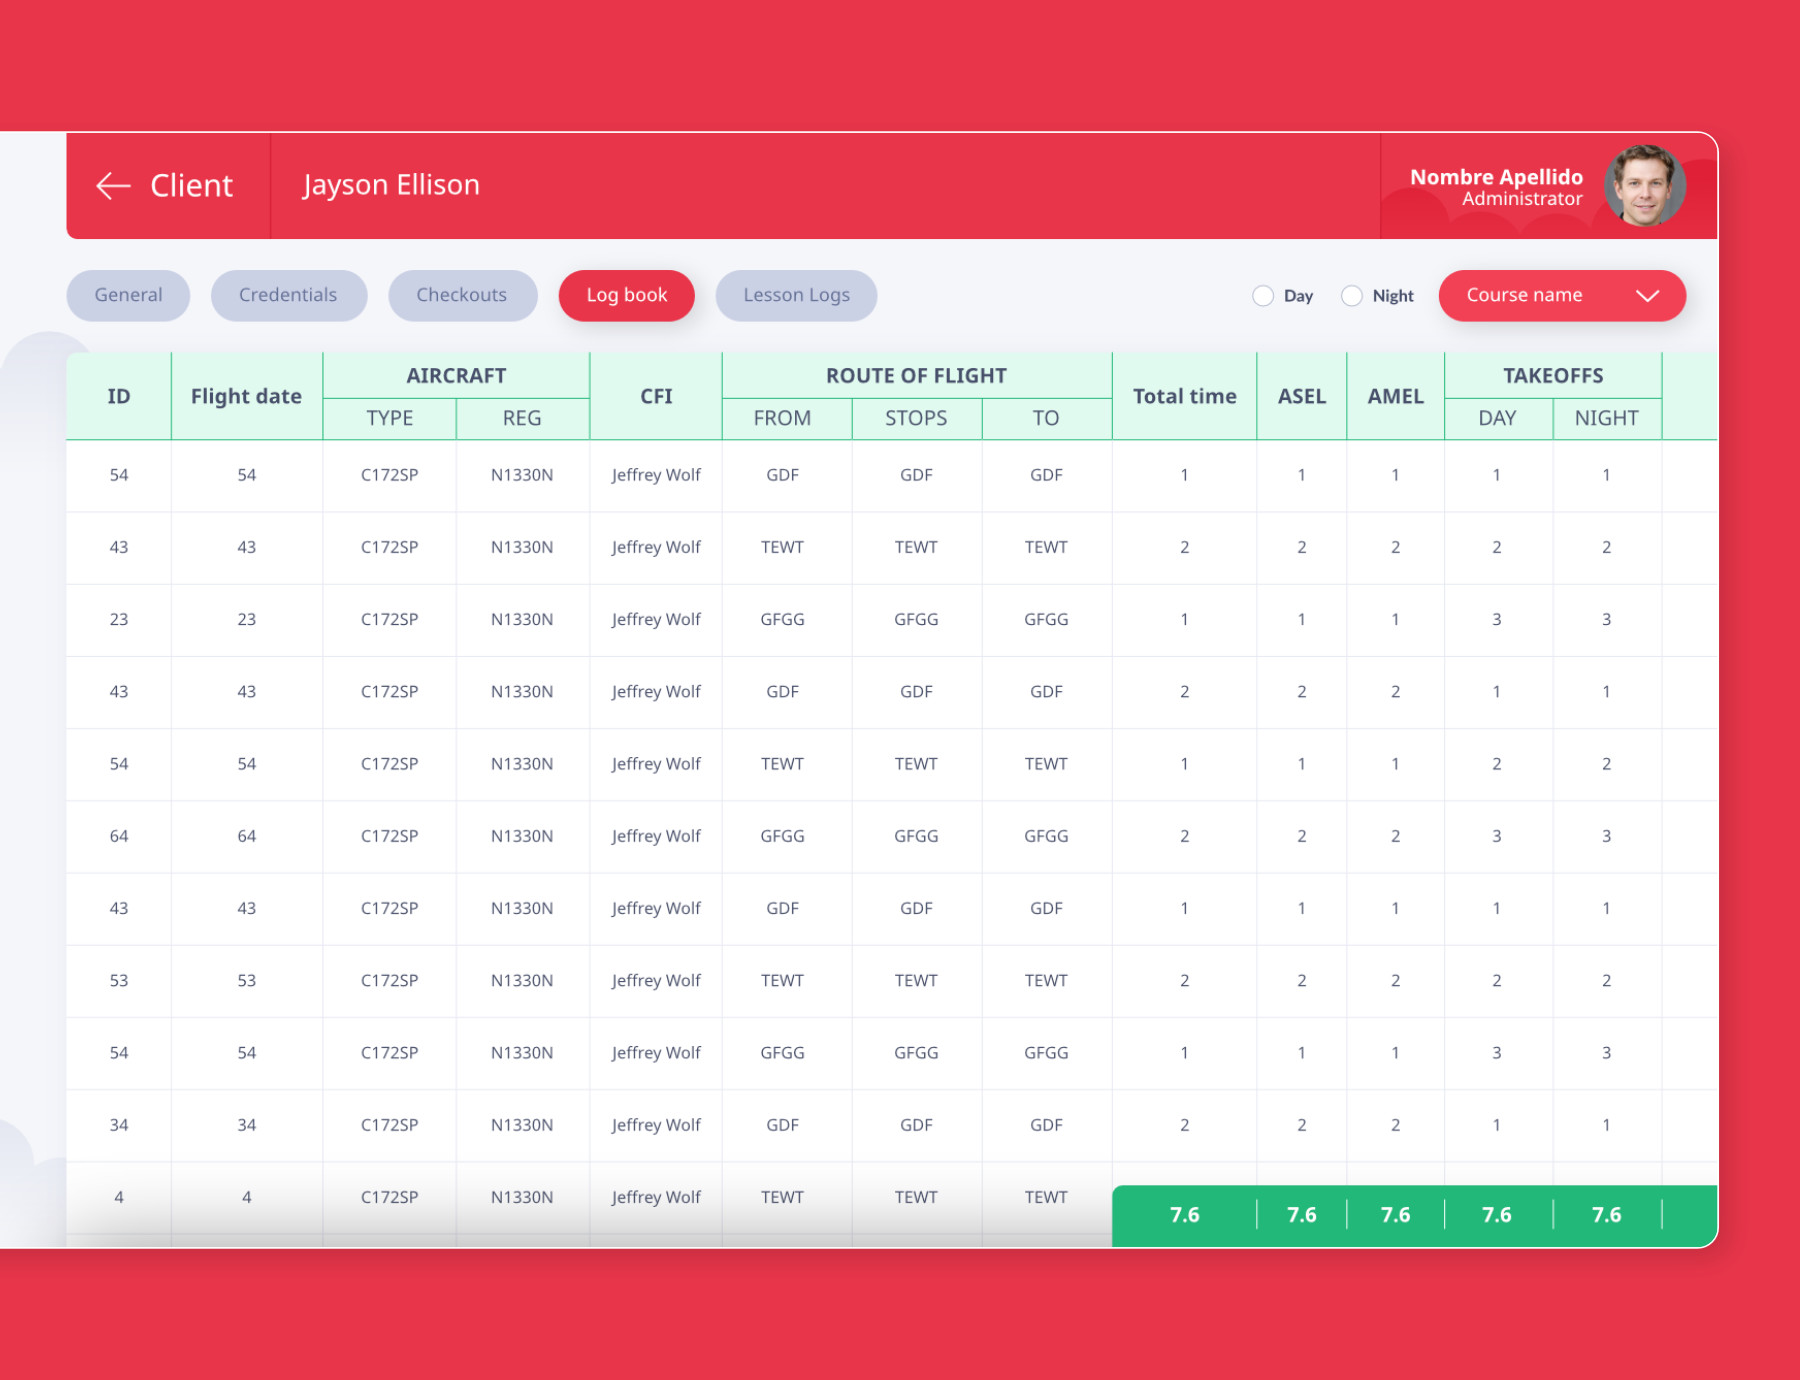 Client
Jayson Ellison
Nombre Apellido
Administrator
General Credentials Checkouts Log book Lesson Logs Day Night Course name
ID Flight date AIRCRAFT CFI ROUTE OF FLIGHT Total time ASEL AMEL TAKEOFFS
TYPE REG FROM STOPS TO DAY NIGHT
54 54 C172SP N1330N Jeffrey Wolf GDF GDF GDF 1 1 1 1 1
43 43 C172SP N1330N Jeffrey Wolf TEWT TEWT TEWT 2 2 2 2 2
23 23 C172SP N1330N Jeffrey Wolf GFGG GFGG GFGG 1 1 1 3 3
43 43 C172SP N1330N Jeffrey Wolf GDF GDF GDF 2 2 2 1 1
54 54 C172SP N1330N Jeffrey Wolf TEWT TEWT TEWT 1 1 1 2 2
64 64 C172SP N1330N Jeffrey Wolf GFGG GFGG GFGG 2 2 2 3 3
43 43 C172SP N1330N Jeffrey Wolf GDF GDF GDF 1 1 1 1 1
53 53 C172SP N1330N Jeffrey Wolf TEWT TEWT TEWT 2 2 2 2 2
54 54 C172SP N1330N Jeffrey Wolf GFGG GFGG GFGG 1 1 1 3 3
34 34 C172SP N1330N Jeffrey Wolf GDF GDF GDF 2 2 2 1 1
4 4 C172SP N1330N Jeffrey Wolf TEWT TEWT TEWT
7.6 7.6 7.6 7.6 7.6